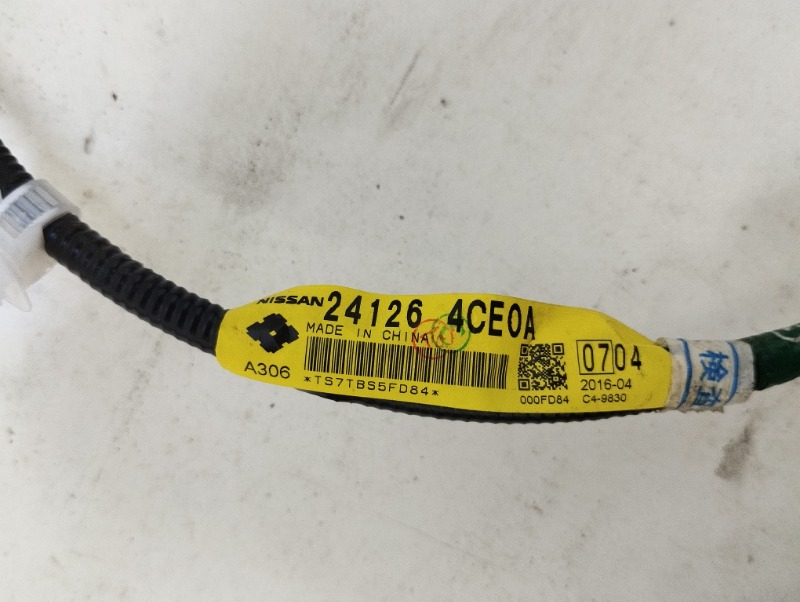 NISSAN 24126 4CE0A
MADE IN CHINA
A306
*TS7TBS5FD84*
000FD84
0704
2016-04
C4-9830
検